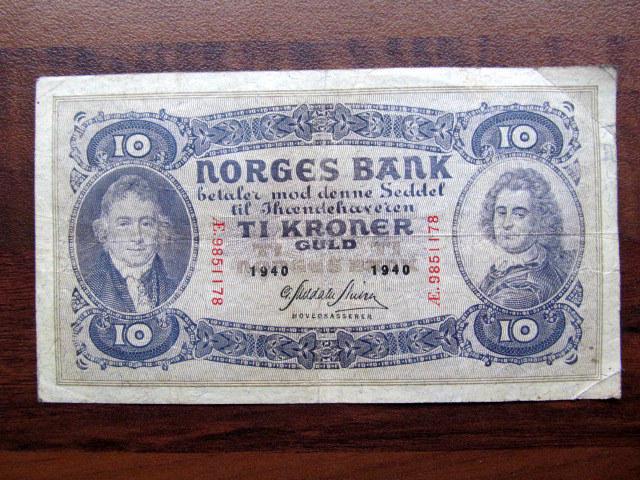 10
10
NORGES BANK
betaler mod denne Seddel
til Ihændehaveren
TI KRONER
GULD
1940 1940
HOVEDKASSERER
Æ.9851178
Æ.9851178
10
10